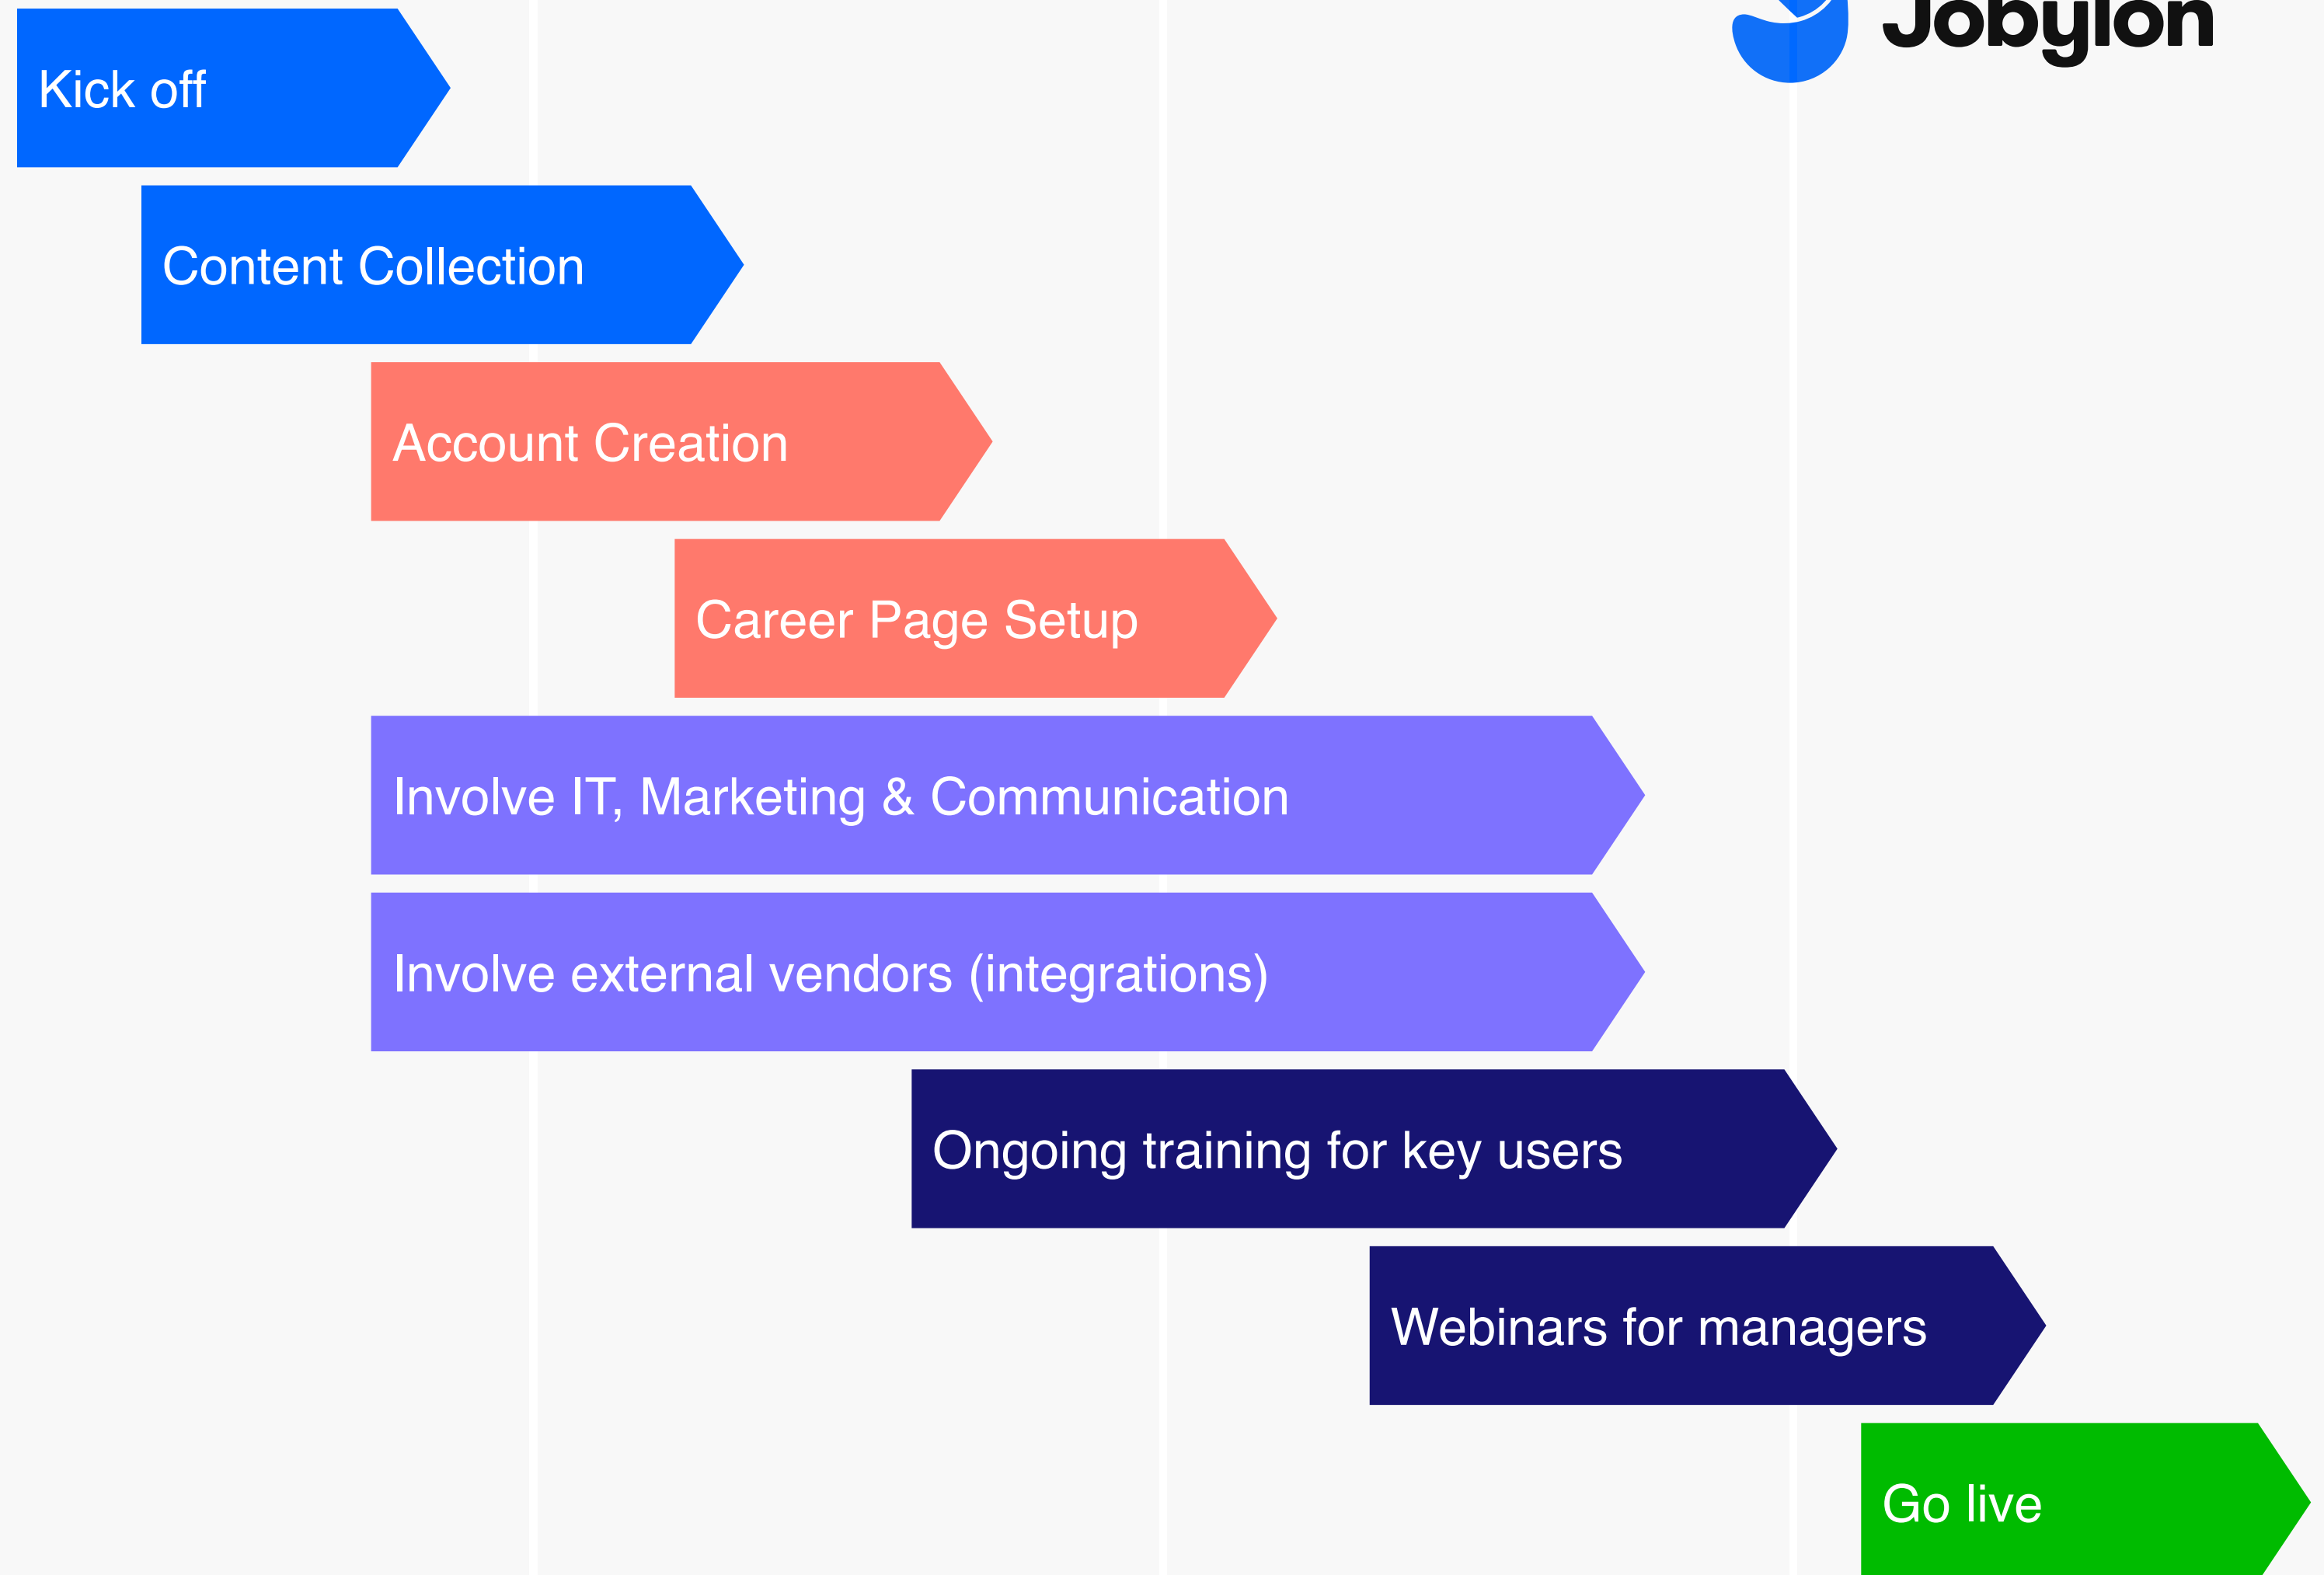 Jobylon
Kick off
Content Collection
Account Creation
Career Page Setup
Involve IT, Marketing & Communication
Involve external vendors (integrations)
Ongoing training for key users
Webinars for managers
Go live